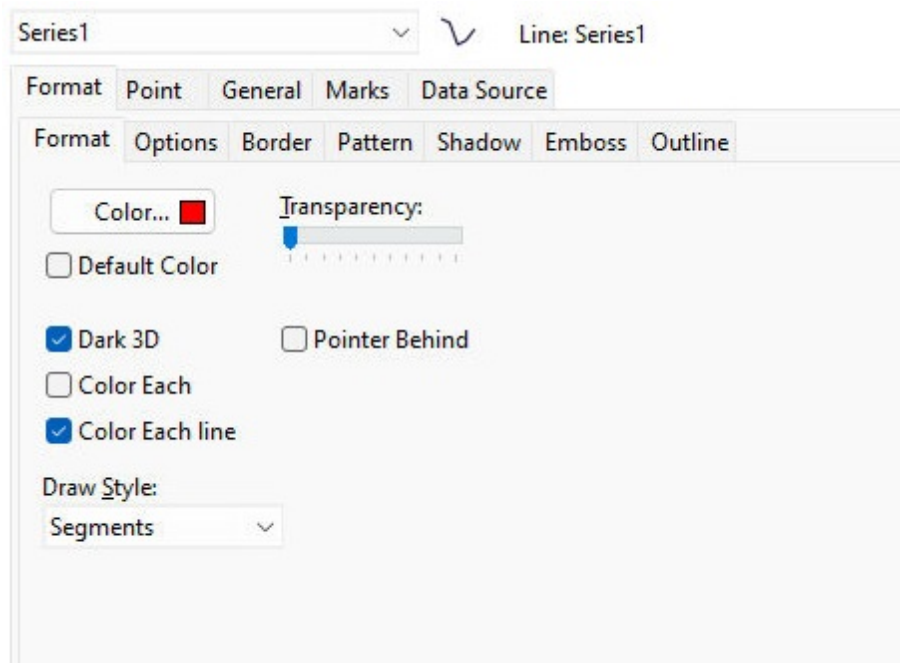 Series1 Line: Series1
Format Point General Marks Data Source
Format Options Border Pattern Shadow Emboss Outline
Color... Transparency:
Default Color
Dark 3D Pointer Behind
Color Each
Color Each line
Draw Style:
Segments